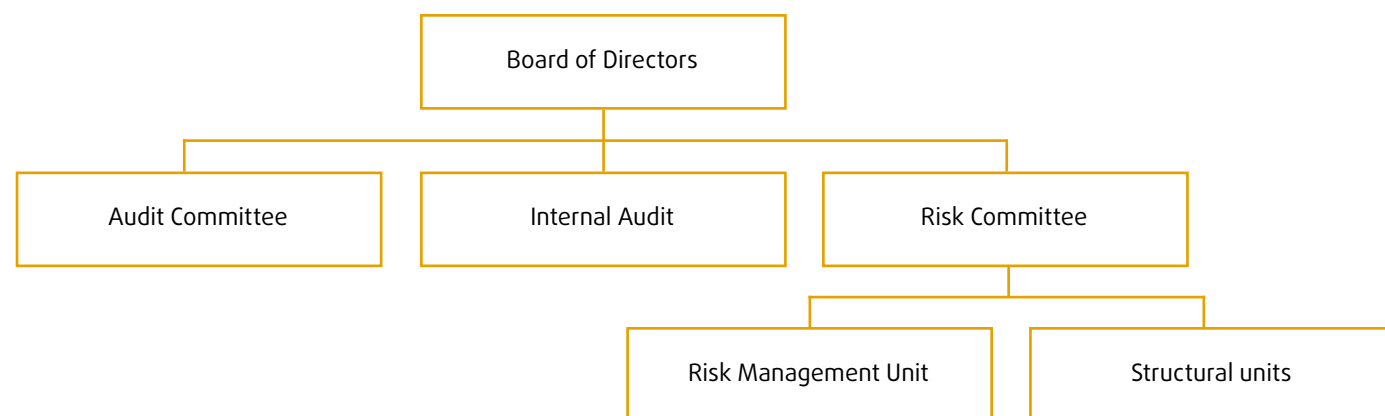 Board of Directors
Audit Committee
Internal Audit
Risk Committee
Risk Management Unit
Structural units